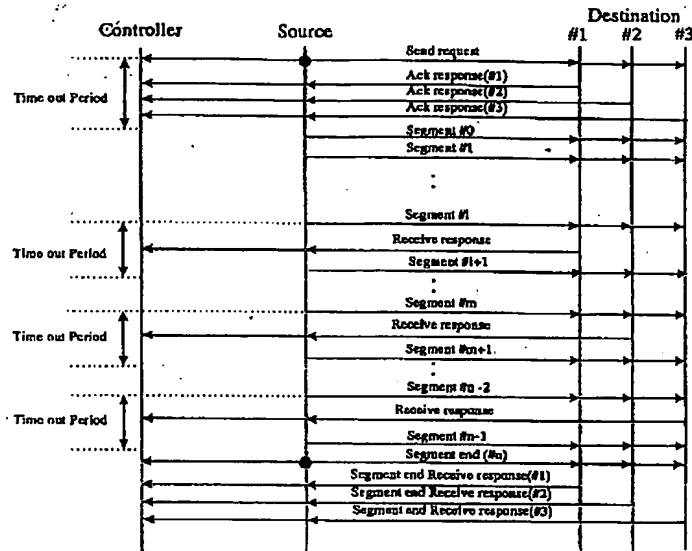 Destination
Controller Source #1 #2 #3
Send request
Ack response(#1)
Ack response(#2)
Time out Period
Ack response(#3)
Segment #0
Segment #1
Segment #l
Receive response
Time out Period
Segment #l+1
Segment #m
Receive response
Time out Period
Segment #m+1
Segment #n-2
Receive response
Time out Period
Segment #n-1
Segment end (#n)
Segment end Receive response(#1)
Segment end Receive response(#2)
Segment end Receive response(#3)